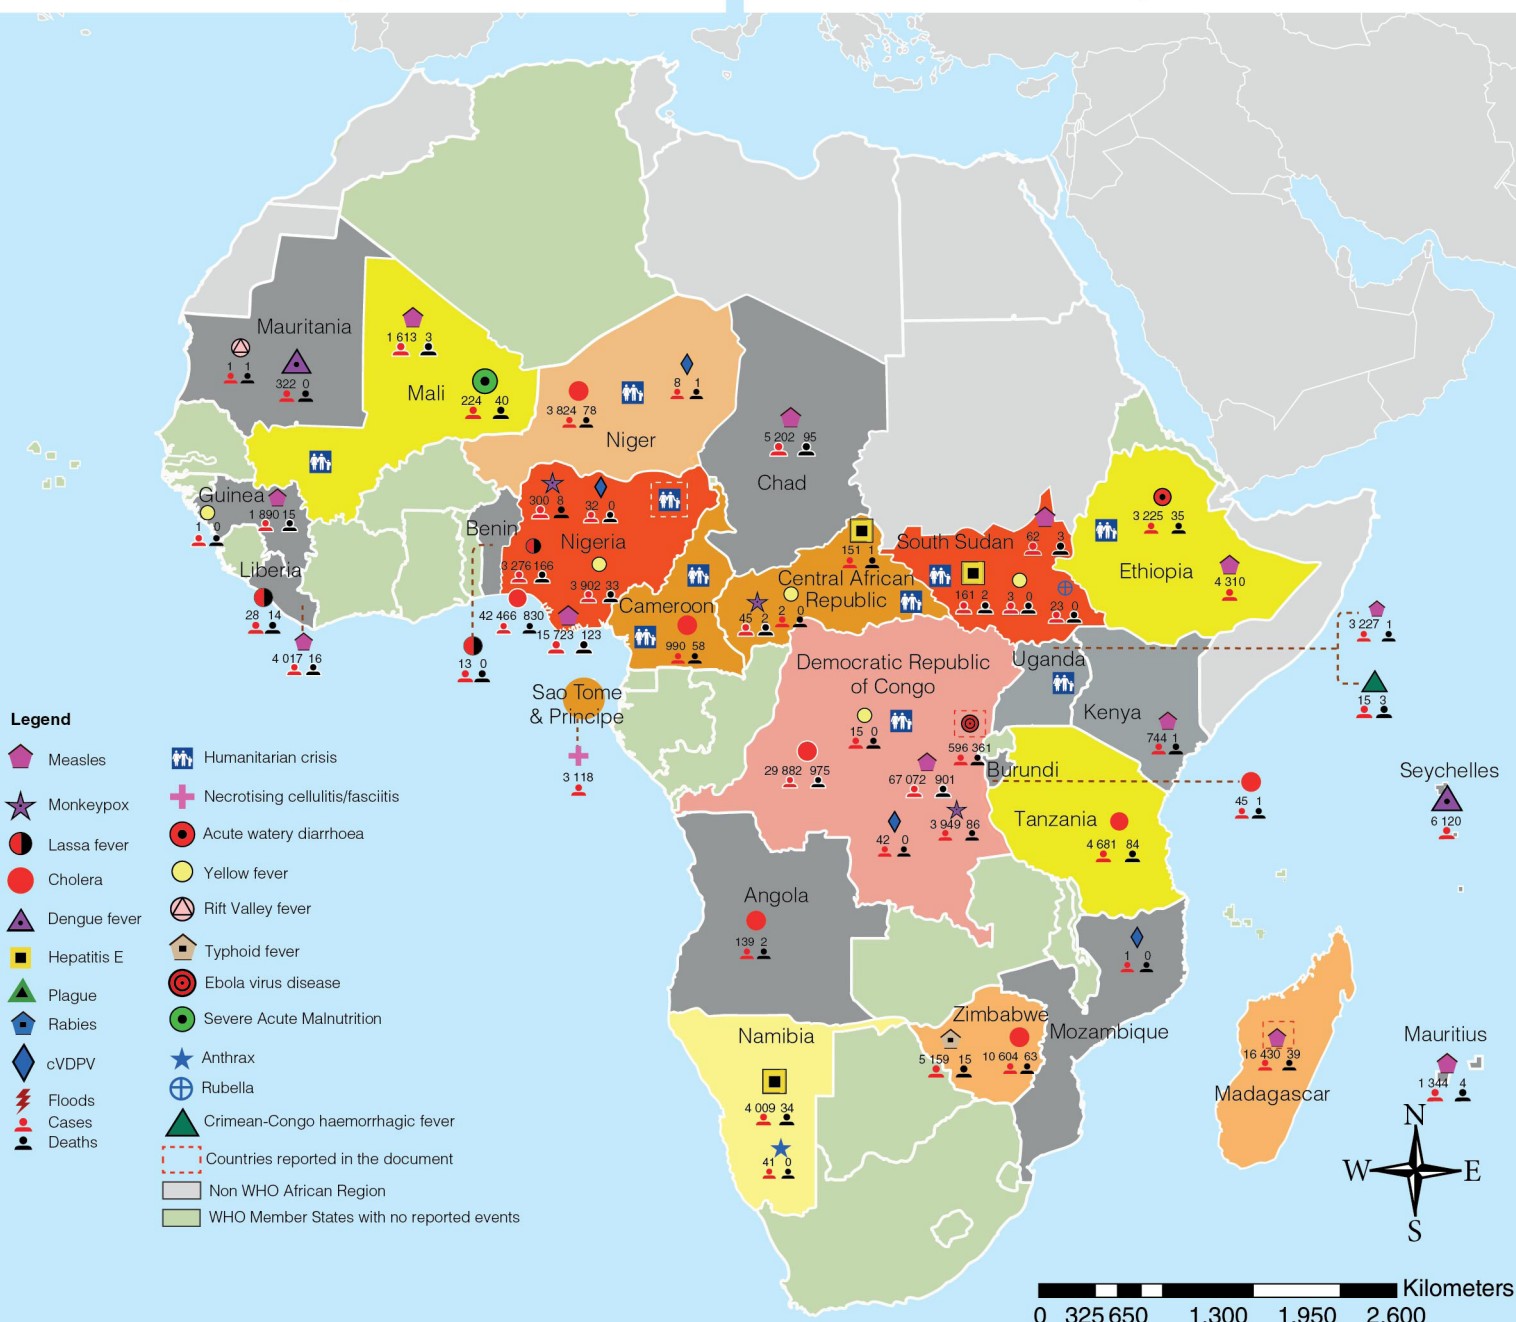 Mauritania
1 1
322 0
1 613 3
Mali
224 40
3 824 78
8 1
Niger
5 202 95
Chad
Guinea
1 890 15
1 0
Liberia
28 14
4 017 16
Benin
13 0
300 8
32 0
Nigeria
3 276 166
3 902 33
42 466 830
15 723 123
Cameroon
990 58
151 1
Central African
Republic
45 2
2 0
South Sudan
62 3
161 2
3 0
23 0
3 225 35
Ethiopia
4 310
3 227 1
15 3
Sao Tome
& Principe
3 118
Democratic Republic
of Congo
15 0
596 361
29 882 975
67 072 901
42 0
3 949 86
Uganda
Kenya
744 1
Burundi
45 1
Tanzania
4 681 84
Seychelles
6 120
Angola
139 2
1 0
Namibia
4 009 34
41 0
Zimbabwe
5 159 15
10 604 63
Mozambique
16 430 39
Madagascar
Mauritius
1 344 4
Legend
Measles
Monkeypox
Lassa fever
Cholera
Dengue fever
Hepatitis E
Plague
Rabies
cVDPV
Floods
Cases
Deaths
Humanitarian crisis
Necrotising cellulitis/fasciitis
Acute watery diarrhoea
Yellow fever
Rift Valley fever
Typhoid fever
Ebola virus disease
Severe Acute Malnutrition
Anthrax
Rubella
Crimean-Congo haemorrhagic fever
Countries reported in the document
Non WHO African Region
WHO Member States with no reported events
N
W E
S
Kilometers
0 325 650 1.300 1.950 2.600